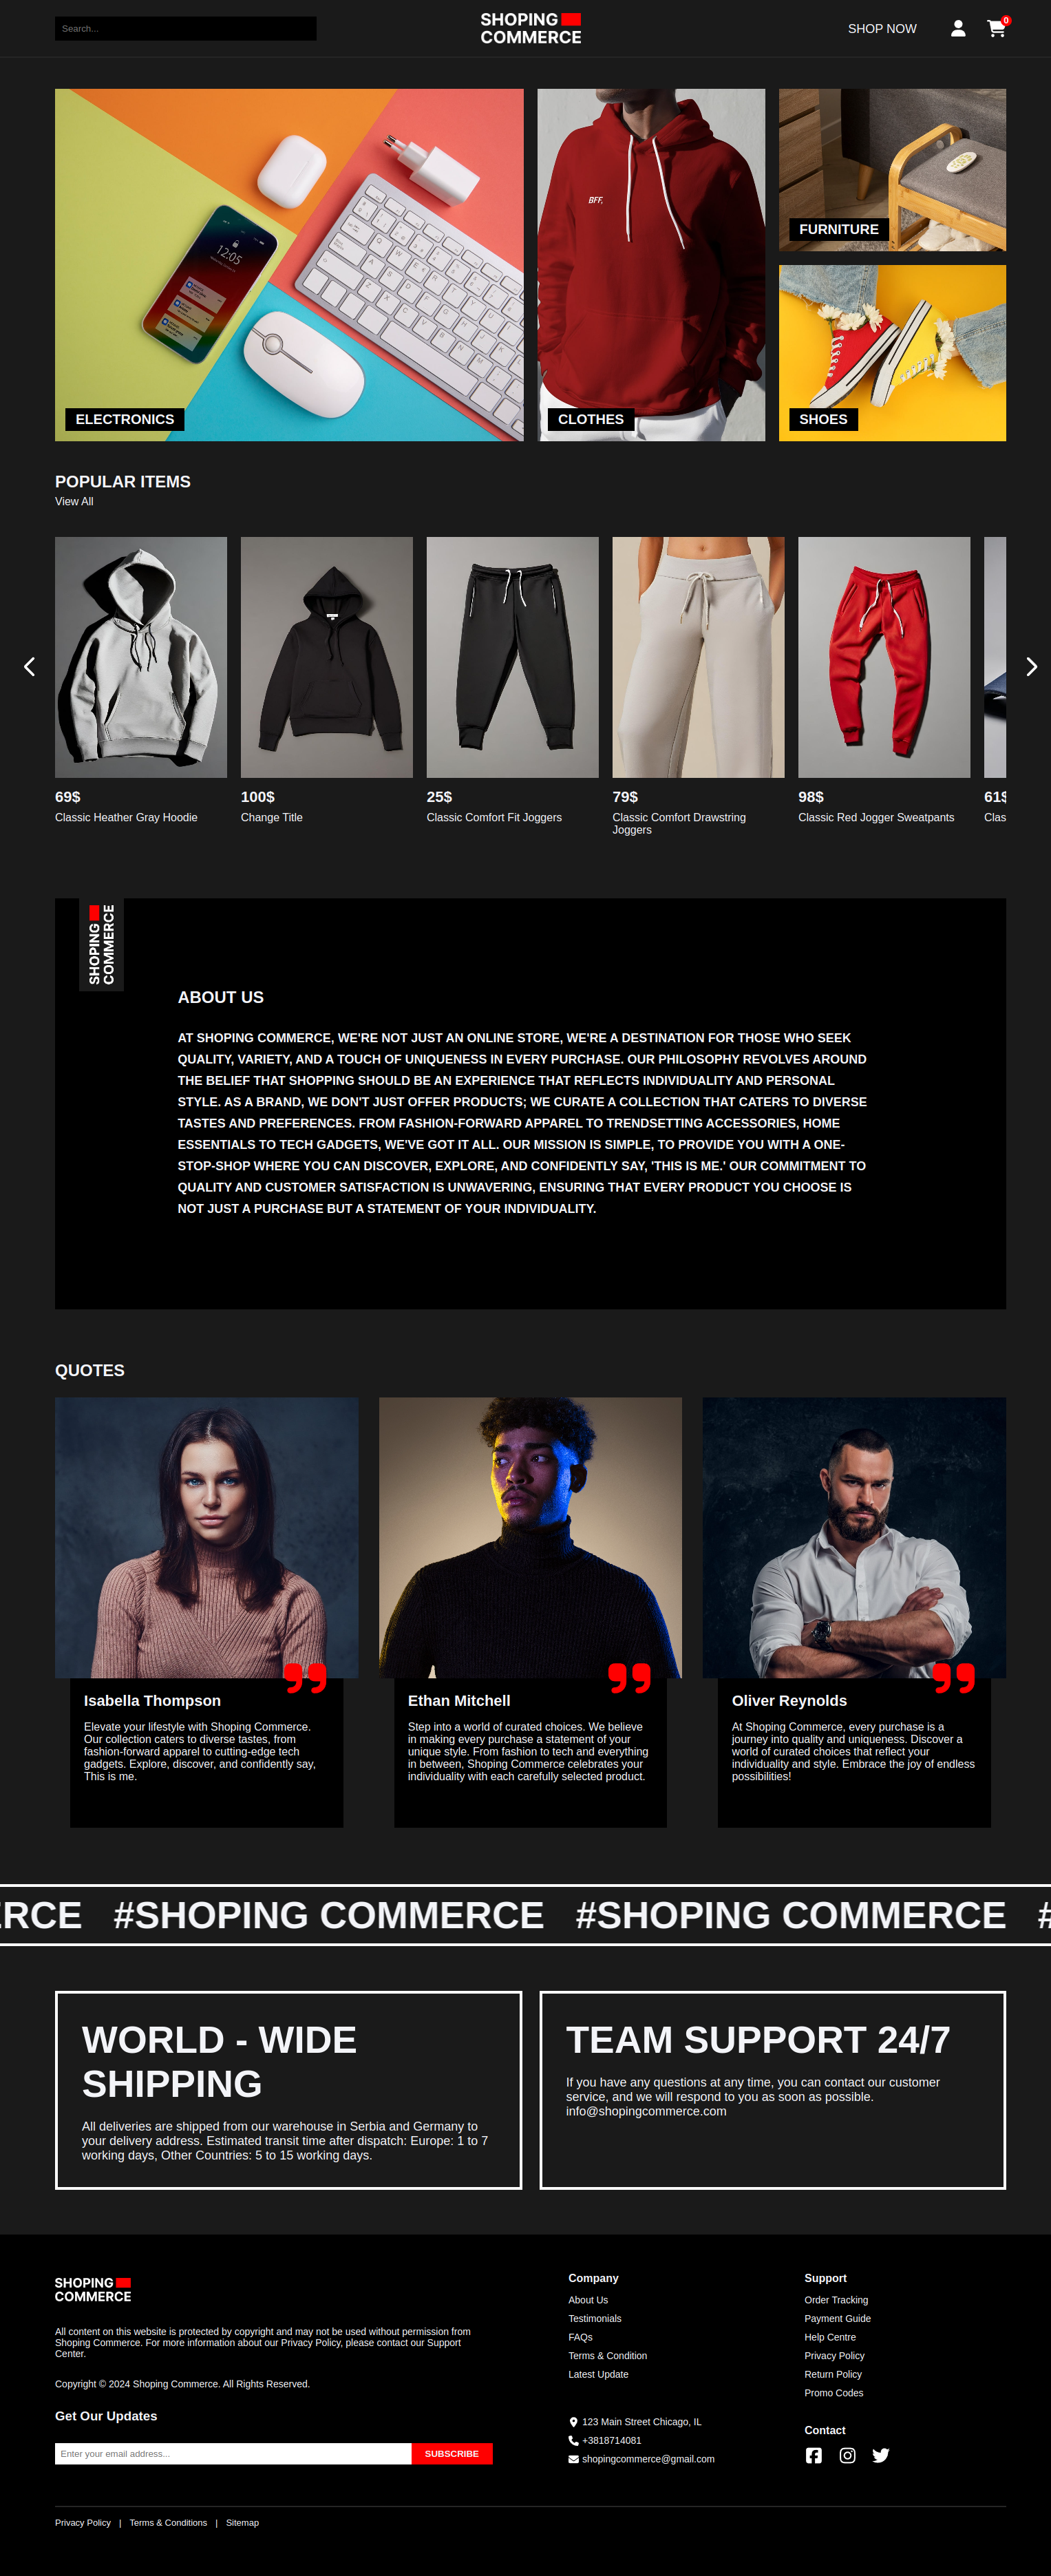 Search...
SHOPING
COMMERCE
SHOP NOW
0
12:05
BFF,
ELECTRONICS
CLOTHES
FURNITURE
SHOES
POPULAR ITEMS
View All
69$
Classic Heather Gray Hoodie
100$
Change Title
25$
Classic Comfort Fit Joggers
79$
Classic Comfort Drawstring
Joggers
98$
Classic Red Jogger Sweatpants
61$
Clas
SHOPING
COMMERCE
ABOUT US
AT SHOPING COMMERCE, WE'RE NOT JUST AN ONLINE STORE, WE'RE A DESTINATION FOR THOSE WHO SEEK
QUALITY, VARIETY, AND A TOUCH OF UNIQUENESS IN EVERY PURCHASE. OUR PHILOSOPHY REVOLVES AROUND
THE BELIEF THAT SHOPPING SHOULD BE AN EXPERIENCE THAT REFLECTS INDIVIDUALITY AND PERSONAL
STYLE. AS A BRAND, WE DON'T JUST OFFER PRODUCTS; WE CURATE A COLLECTION THAT CATERS TO DIVERSE
TASTES AND PREFERENCES. FROM FASHION-FORWARD APPAREL TO TRENDSETTING ACCESSORIES, HOME
ESSENTIALS TO TECH GADGETS, WE'VE GOT IT ALL. OUR MISSION IS SIMPLE, TO PROVIDE YOU WITH A ONE-
STOP-SHOP WHERE YOU CAN DISCOVER, EXPLORE, AND CONFIDENTLY SAY, 'THIS IS ME.' OUR COMMITMENT TO
QUALITY AND CUSTOMER SATISFACTION IS UNWAVERING, ENSURING THAT EVERY PRODUCT YOU CHOOSE IS
NOT JUST A PURCHASE BUT A STATEMENT OF YOUR INDIVIDUALITY.
QUOTES
Isabella Thompson
Elevate your lifestyle with Shoping Commerce.
Our collection caters to diverse tastes, from
fashion-forward apparel to cutting-edge tech
gadgets. Explore, discover, and confidently say,
This is me.
Ethan Mitchell
Step into a world of curated choices. We believe
in making every purchase a statement of your
unique style. From fashion to tech and everything
in between, Shoping Commerce celebrates your
individuality with each carefully selected product.
Oliver Reynolds
At Shoping Commerce, every purchase is a
journey into quality and uniqueness. Discover a
world of curated choices that reflect your
individuality and style. Embrace the joy of endless
possibilities!
ERCE #SHOPING COMMERCE #SHOPING COMMERCE #
WORLD - WIDE
SHIPPING
All deliveries are shipped from our warehouse in Serbia and Germany to
your delivery address. Estimated transit time after dispatch: Europe: 1 to 7
working days, Other Countries: 5 to 15 working days.
TEAM SUPPORT 24/7
If you have any questions at any time, you can contact our customer
service, and we will respond to you as soon as possible.
info@shopingcommerce.com
SHOPING
COMMERCE
All content on this website is protected by copyright and may not be used without permission from
Shoping Commerce. For more information about our Privacy Policy, please contact our Support
Center.
Copyright © 2024 Shoping Commerce. All Rights Reserved.
Get Our Updates
Enter your email address...
SUBSCRIBE
Company
About Us
Testimonials
FAQs
Terms & Condition
Latest Update
123 Main Street Chicago, IL
+3818714081
shopingcommerce@gmail.com
Support
Order Tracking
Payment Guide
Help Centre
Privacy Policy
Return Policy
Promo Codes
Contact
Privacy Policy | Terms & Conditions | Sitemap